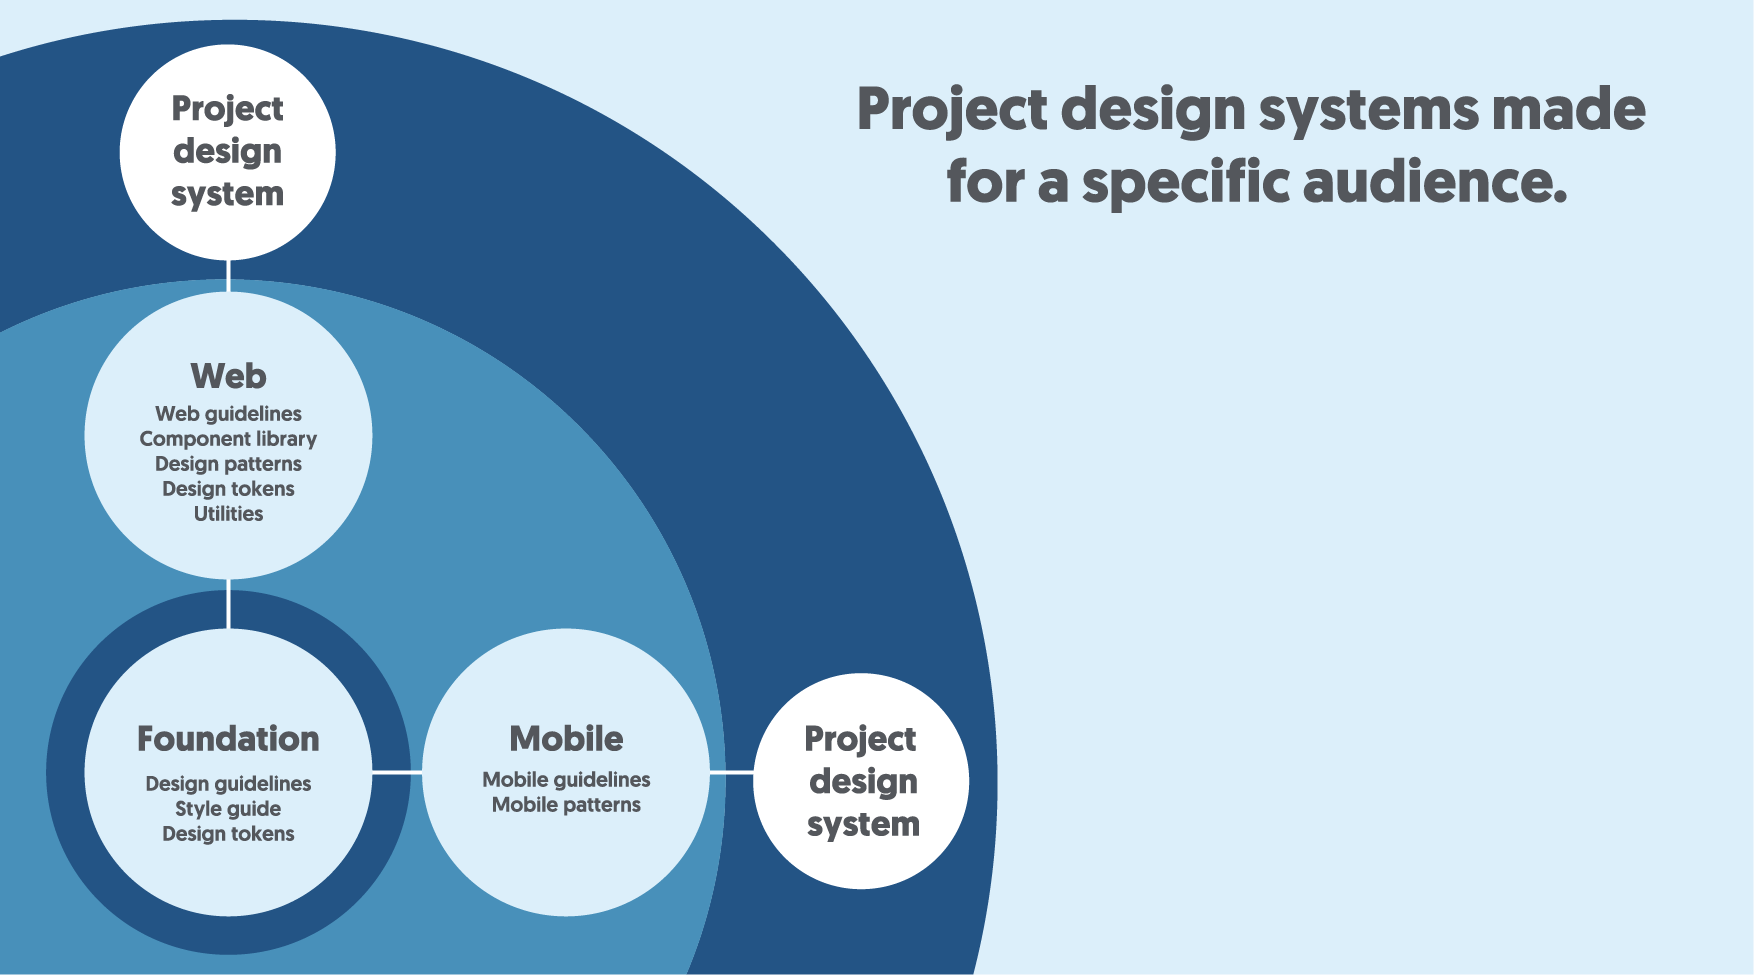 Project design systems made
for a specific audience.
Project
design
system
Web
Web guidelines
Component library
Design patterns
Design tokens
Utilities
Foundation
Design guidelines
Style guide
Design tokens
Mobile
Mobile guidelines
Mobile patterns
Project
design
system